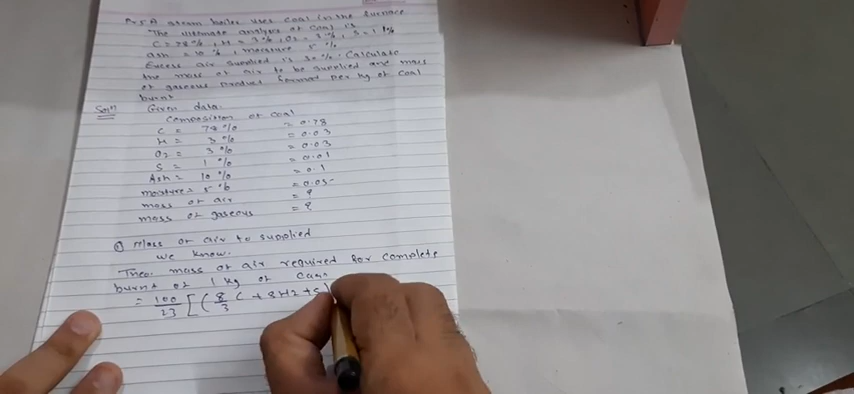 A steam boiler uses coal in the furnace
The ultimate analysis of coal is
C = 78%, H = 3%, O2 = 3%, S = 1%
ash = 10%, moisture 5%
Excess air supplied is 30%. Calculate
the mass of air to be supplied and mass
of gaseous product formed per kg of coal
burnt
Soln Given data.
Composition of coal
C = 78% = 0.78
H = 3% = 0.03
O2 = 3% = 0.03
S = 1% = 0.01
Ash = 10% = 0.1
moisture = 5% = 0.05
mass of air = ?
mass of gaseous = ?
① Mass of air to supplied
we know.
Theo. mass of air required for complete
burnt of 1 kg of
= 100/23 [ ( 8/3 C + 8H2 + S )